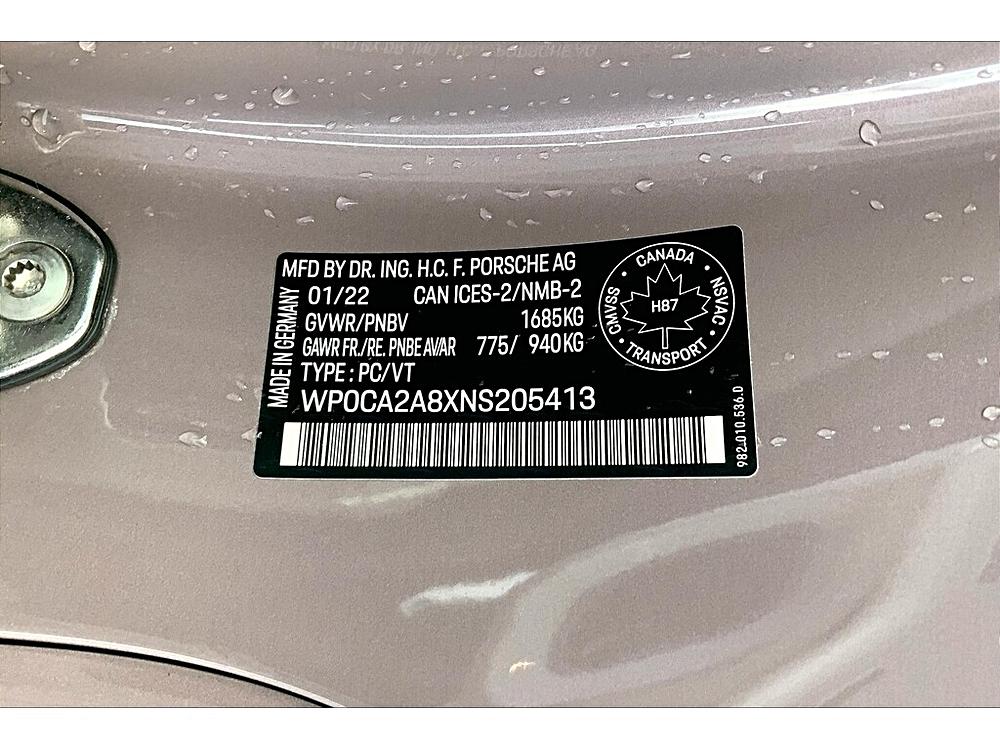 MFD BY DR. ING. H.C. F. PORSCHE AG
01/22 CAN ICES-2/NMB-2
GVWR/PNBV 1685KG
GAWR FR./RE. PNBE AV/AR 775/ 940KG
TYPE : PC/VT
WP0CA2A8XNS205413
MADE IN GERMANY
CANADA
NSVAC
TRANSPORT
CMVSS
H87
982.010.536.0